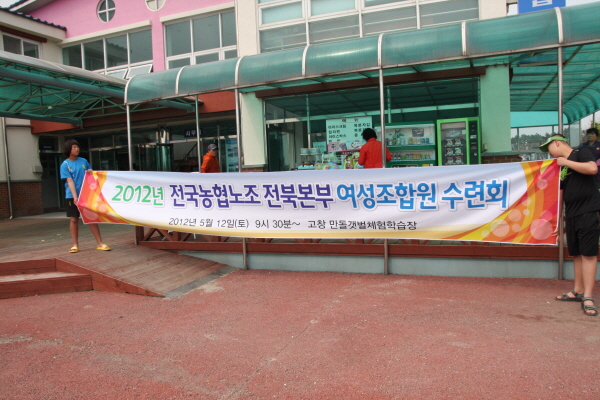 2012년 전국농협노조 전북본부 여성조합원 수련회
2012년 5월 12일(토) 9시 30분~ 고창 만돌갯벌체험학습장